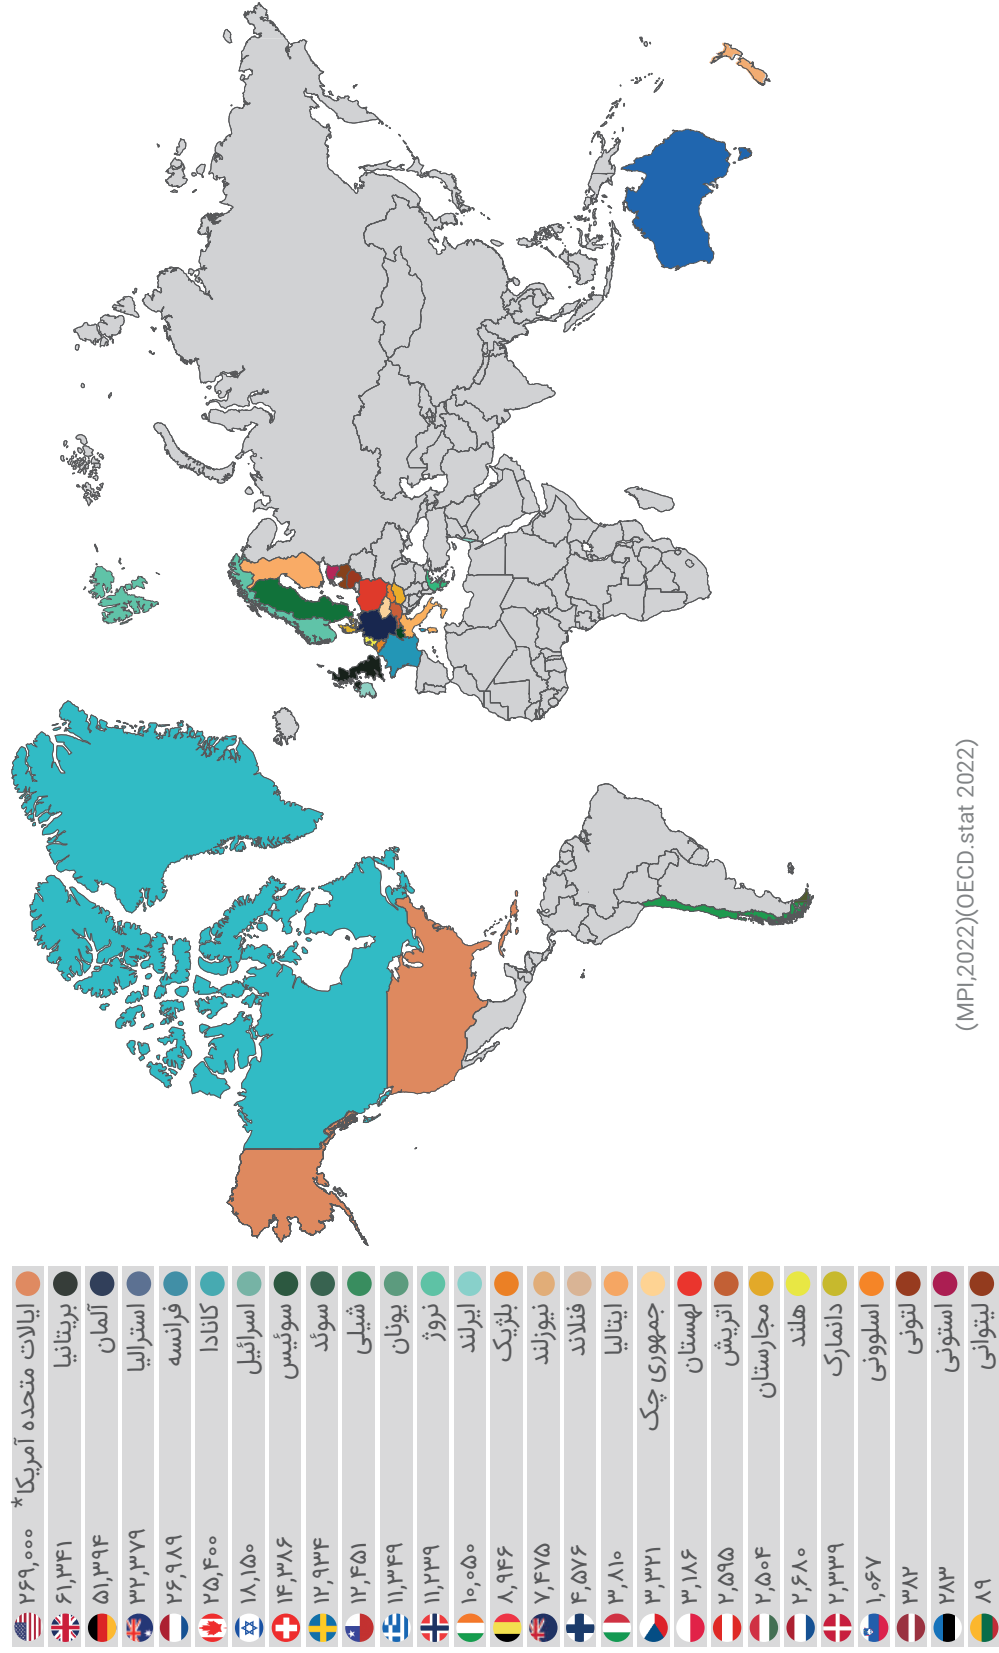 ایالات متحده آمریکا* ۲۶۹,۰۰۰
بریتانیا ۶۱,۳۴۱
آلمان ۵۱,۳۹۴
استرالیا ۳۲,۳۷۹
فرانسه ۲۶,۹۸۹
کانادا ۲۵,۴۰۰
اسرائیل ۱۸,۱۵۰
سوئیس ۱۴,۳۸۶
سوئد ۱۲,۹۳۴
شیلی ۱۲,۴۵۱
یونان ۱۱,۳۴۹
نروژ ۱۱,۲۳۹
ایرلند ۱۰,۰۵۰
بلژیک ۸,۹۴۶
نیوزلند ۷,۴۷۵
فنلاند ۴,۵۷۶
ایتالیا ۳,۸۱۰
جمهوری چک ۳,۳۲۱
لهستان ۳,۱۸۶
اتریش ۲,۵۹۵
مجارستان ۲,۵۰۴
هلند ۲,۶۸۰
دانمارک ۲,۳۳۹
اسلوونی ۱,۰۶۷
لتونی ۳۸۲
استونی ۲۸۳
لیتوانی ۸۹
(MPI,2022)(OECD.stat 2022)